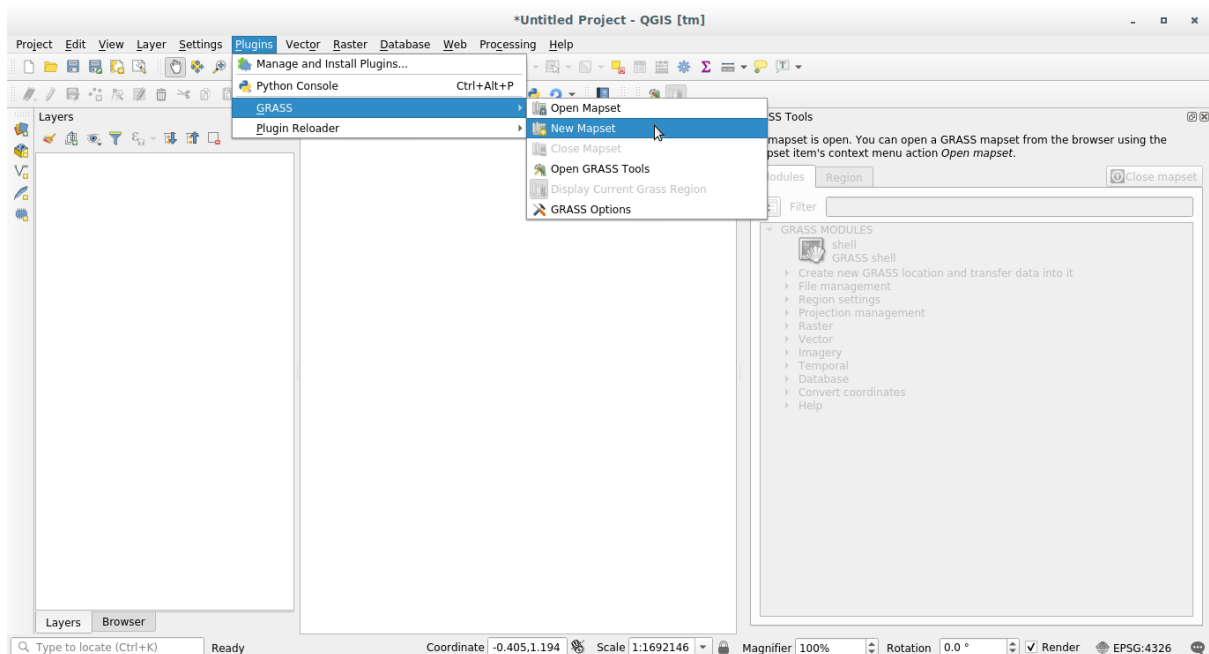 *Untitled Project - QGIS [tm]
Project Edit View Layer Settings Plugins Vector Raster Database Web Processing Help
Manage and Install Plugins...
Python Console Ctrl+Alt+P
GRASS
Plugin Reloader
Open Mapset
New Mapset
Close Mapset
Open GRASS Tools
Display Current Grass Region
GRASS Options
Layers
SS Tools
mapset is open. You can open a GRASS mapset from the browser using the
pset item's context menu action Open mapset.
odules Region Close mapset
Filter
GRASS MODULES
shell
GRASS shell
Create new GRASS location and transfer data into it
File management
Region settings
Projection management
Raster
Vector
Imagery
Temporal
Database
Convert coordinates
Help
Layers Browser
Type to locate (Ctrl+K) Ready Coordinate -0.405,1.194 Scale 1:1692146 Magnifier 100% Rotation 0.0 ° Render EPSG:4326